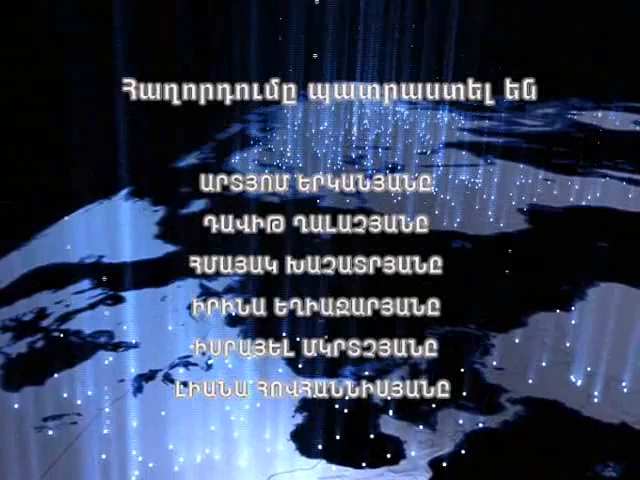 Հաղորդումը պատրաստել են
ԱՐՏՅՈՄ ԵՐԿԱՆՅԱՆԸ
ԴԱՎԻԹ ՂԱԼԱՉՅԱՆԸ
ՀՄԱՅԱԿ ԽԱՉԱՏՐՅԱՆԸ
ԻՐԻՆԱ ԵՂԻԱԶԱՐՅԱՆԸ
ԻՍՐԱՅԵԼ ՄԿՐՏՉՅԱՆԸ
ԼԻԱՆԱ ՀՈՎՀԱՆՆԻՍՅԱՆԸ